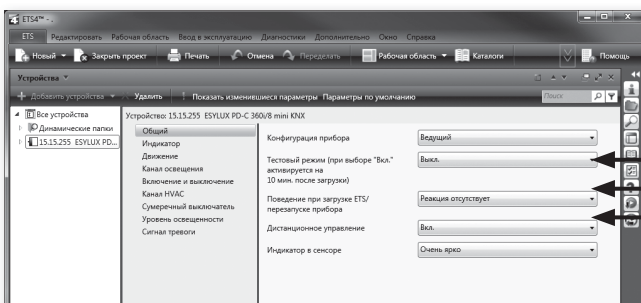 ETS4™ - .
ETS Редактировать Рабочая область Ввод в эксплуатацию Диагностики Дополнительно Окно Справка
Новый Закрыть проект Печать Отмена Переделать Рабочая область Каталоги Помощь
Устройства
Добавить устройства Удалить Показать изменившиеся параметры Параметры по умолчанию Поиск
Все устройства
Динамические папки
15.15.255 ESYLUX PD...
Устройство: 15.15.255 ESYLUX PD-C 360i/8 mini KNX
Общий
Индикатор
Движение
Канал освещения
Включение и выключение
Канал HVAC
Сумеречный выключатель
Уровень освещенности
Сигнал тревоги
Конфигурация прибора Ведущий
Тестовый режим (при выборе "Вкл." Выкл.
активируется на
10 мин. после загрузки)
Поведение при загрузке ETS/ Реакция отсутствует
перезапуске прибора
Дистанционное управление Вкл.
Индикатор в сенсоре Очень ярко